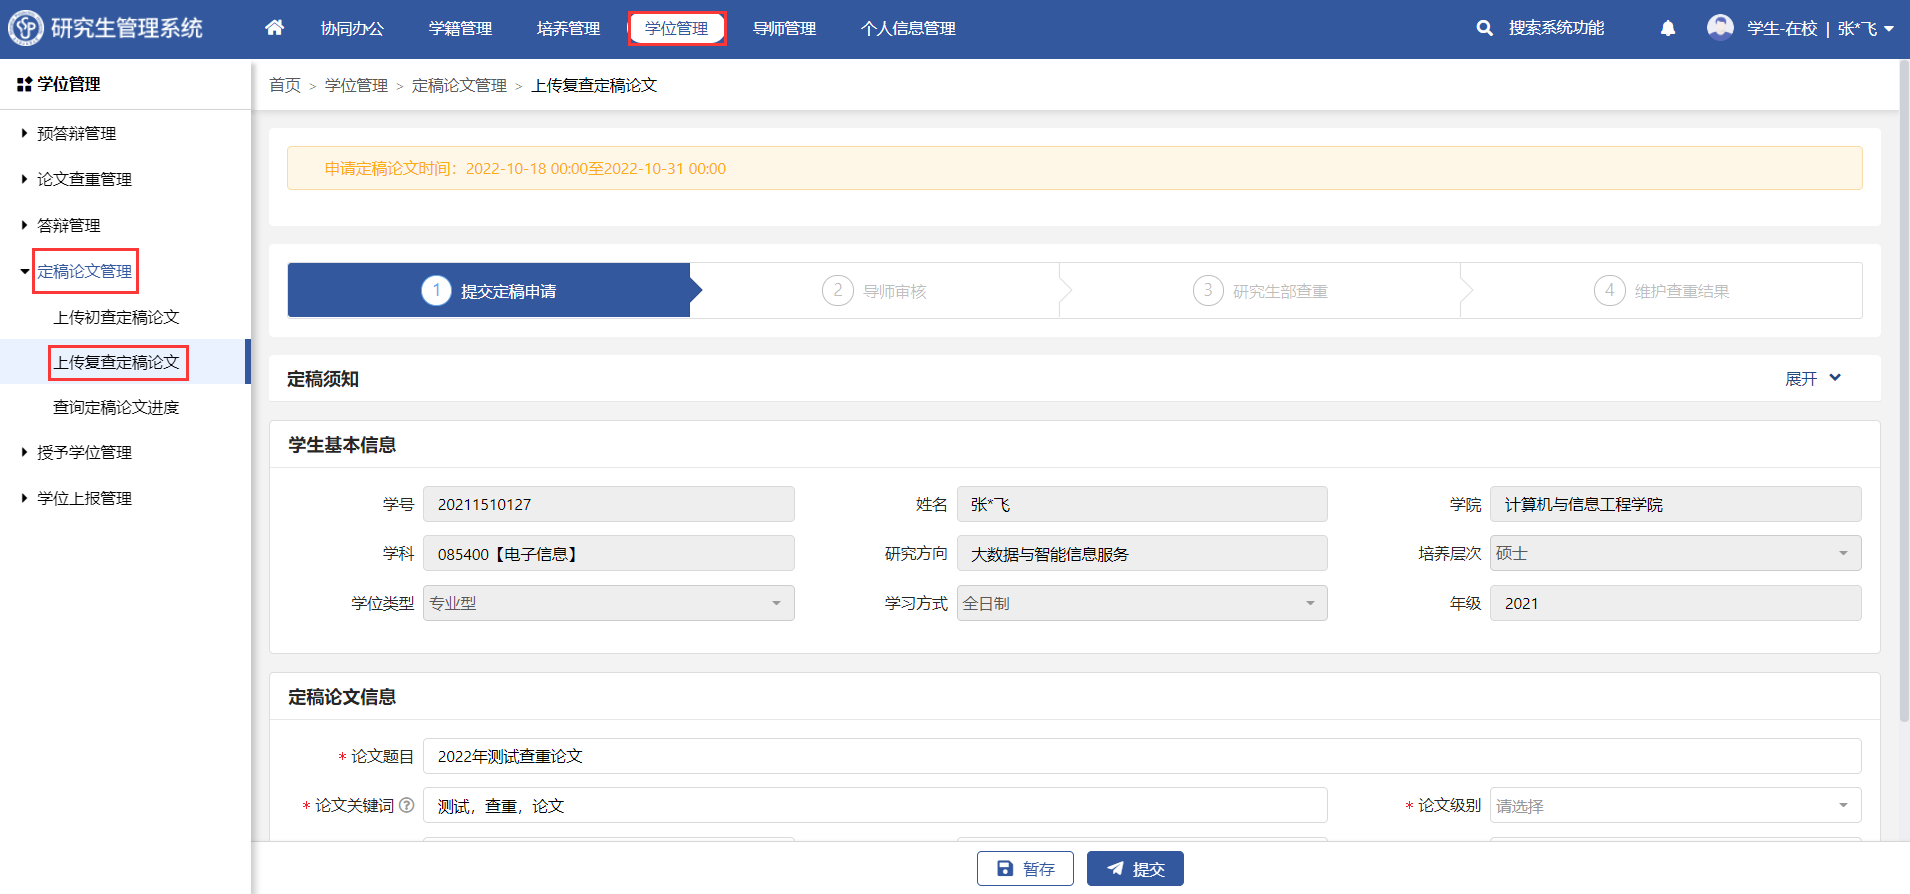 研究生管理系统
协同办公 学籍管理 培养管理 学位管理 导师管理 个人信息管理 搜索系统功能 学生-在校 | 张*飞
学位管理
预答辩管理
论文查重管理
答辩管理
定稿论文管理
上传初查定稿论文
上传复查定稿论文
查询定稿论文进度
授予学位管理
学位上报管理
首页 > 学位管理 > 定稿论文管理 > 上传复查定稿论文
申请定稿论文时间：2022-10-18 00:00至2022-10-31 00:00
1 提交定稿申请 2 导师审核 3 研究生部查重 4 维护查重结果
定稿须知 展开
学生基本信息
学号 20211510127 姓名 张*飞 学院 计算机与信息工程学院
学科 085400【电子信息】 研究方向 大数据与智能信息服务 培养层次 硕士
学位类型 专业型 学习方式 全日制 年级 2021
定稿论文信息
* 论文题目 2022年测试查重论文
* 论文关键词 ? 测试，查重，论文 * 论文级别 请选择
暂存 提交